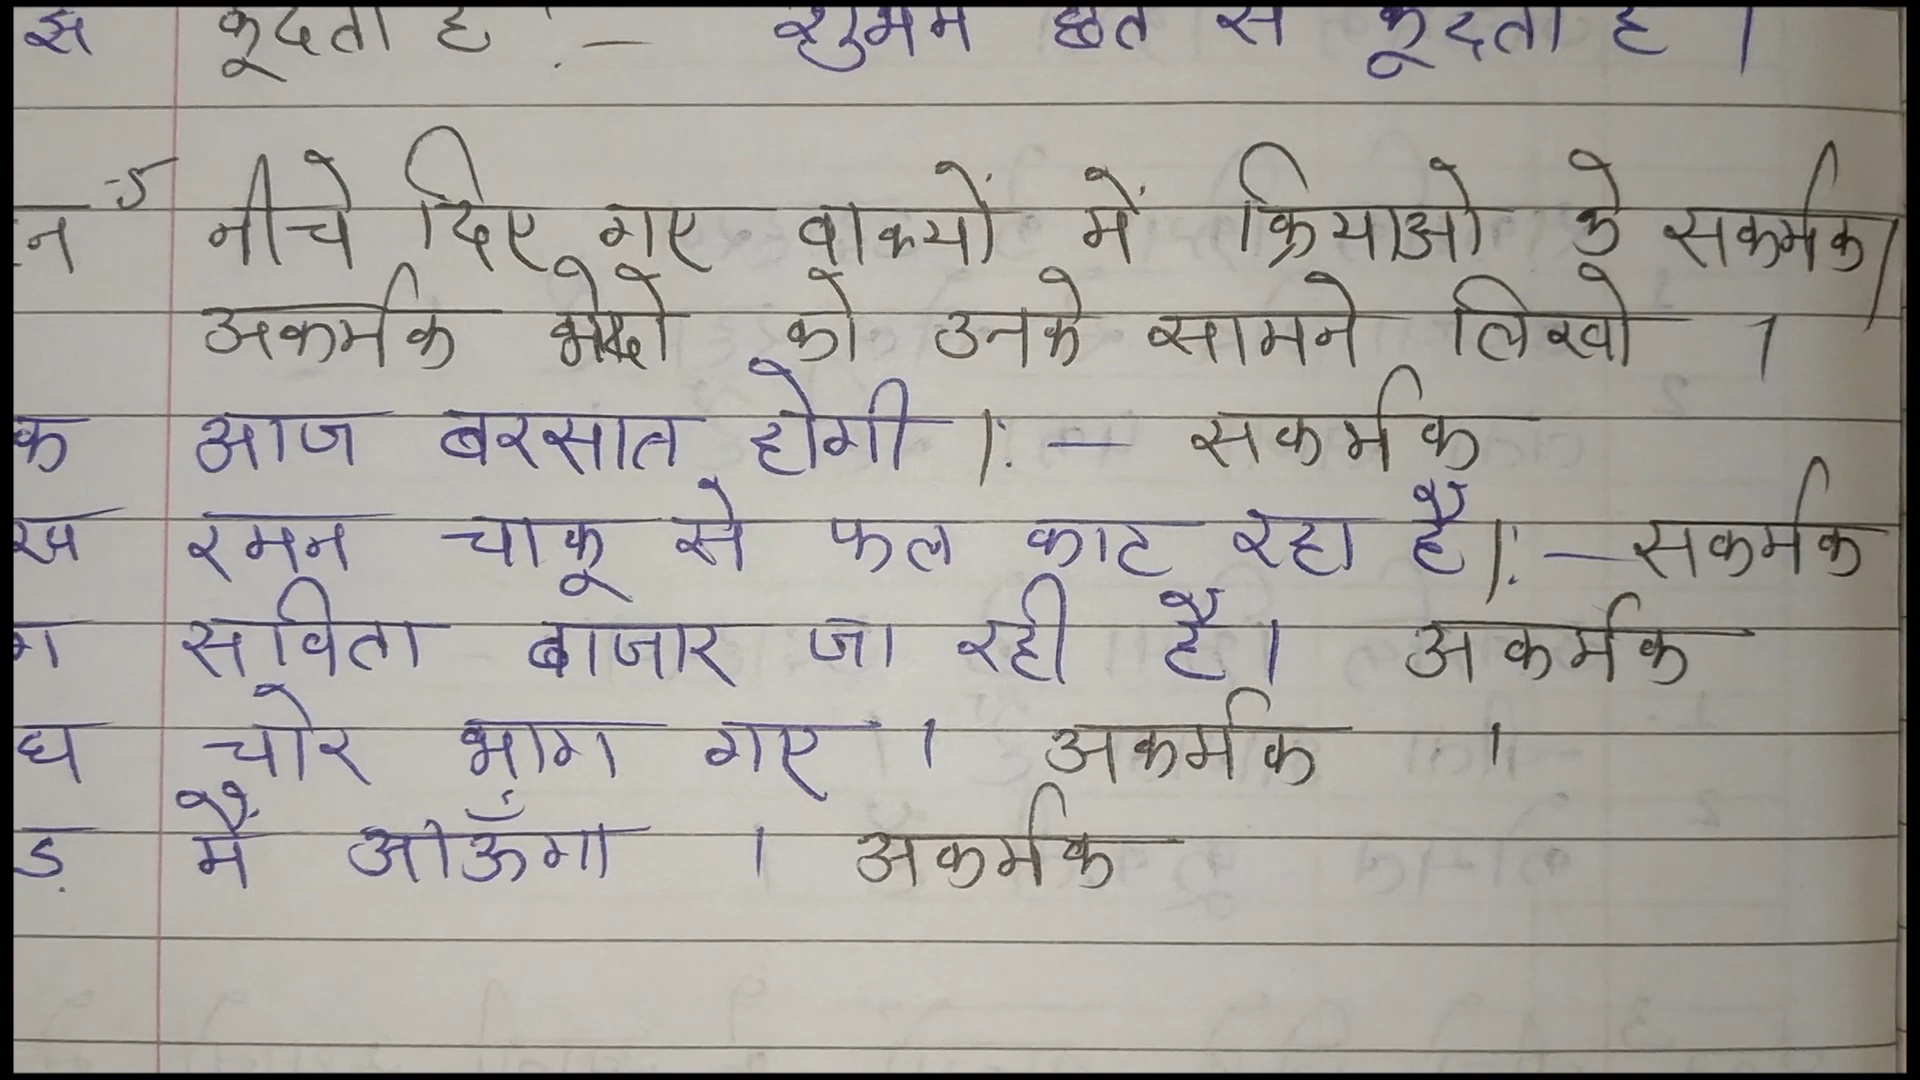 कूदता है :- शुभम छत से कूदता है ।
न 5 नीचे दिए गए वाक्यों में क्रियाओ के सकर्मक/
अकर्मक भेदो को उनके सामने लिखो ।
क आज बरसात होगी ।:- सकर्मक
ख रमन चाकू से फल काट रहा है।:- सकर्मक
ग सविता बाजार जा रही है। अकर्मक
घ चोर भाग गए । अकर्मक ।
ड. मैं आऊँगा । अकर्मक